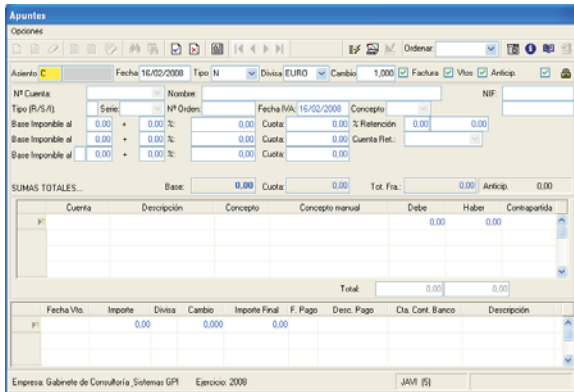 Apuntes
Opciones
Ordenar:
Asiento C Fecha 16/02/2008 Tipo N Divisa EURO Cambio 1,000 Factura Vtos Anticip.
Nº Cuenta: Nombre: NIF:
Tipo (R/S/I): Serie: Nº Orden: Fecha IVA: 16/02/2008 Concepto
Base Imponible al 0,00 + 0,00 %: 0,00 Cuota: 0,00 % Retención 0,00 0,00
Base Imponible al 0,00 + 0,00 %: 0,00 Cuota: 0,00 Cuenta Ret.:
Base Imponible al 0,00 + 0,00 %: 0,00 Cuota: 0,00
SUMAS TOTALES... Base: 0,00 Cuota: 0,00 Tot. Fra.: 0,00 Anticip. 0,00
Cuenta Descripción Concepto Concepto manual Debe Haber Contrapartida
0,00 0,00
Total: 0,00 0,00
Fecha Vto. Importe Divisa Cambio Importe Final F. Pago Desc. Pago Cta. Cont. Banco Descripción
0,00 0,000 0,00
Empresa: Gabinete de Consultoría _Sistemas GPI Ejercicio: 2008 JAVI [5]